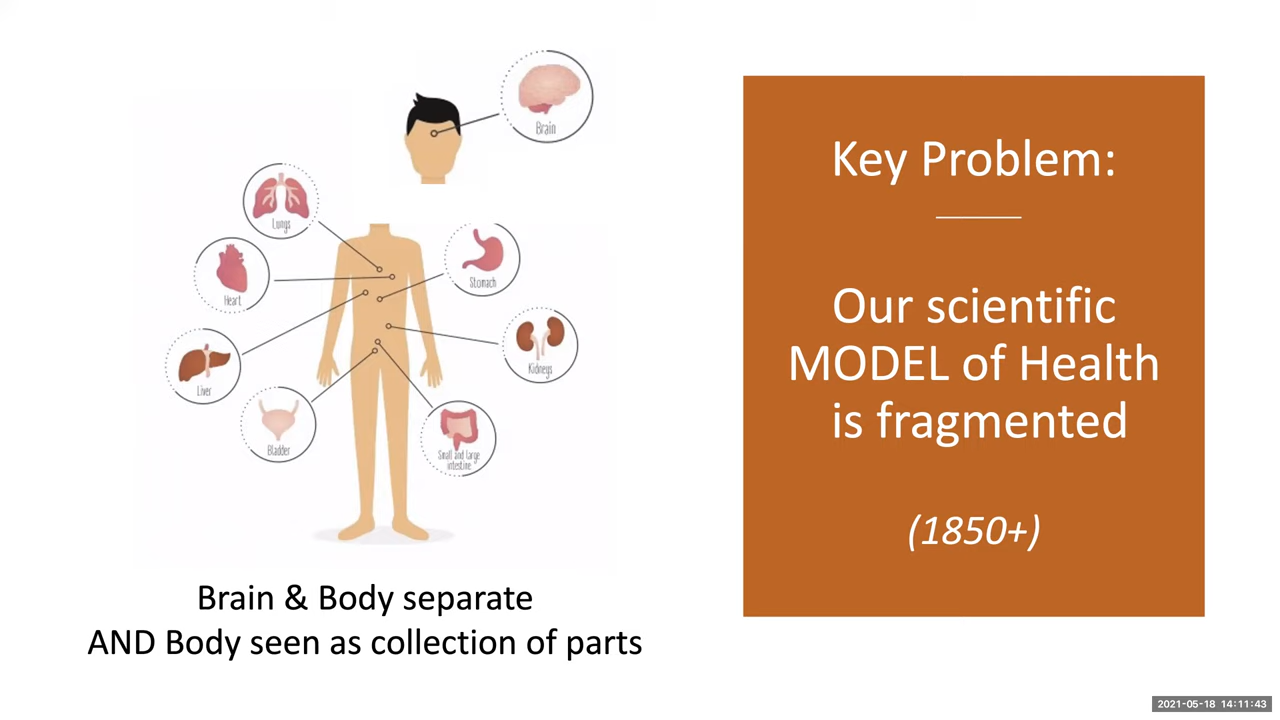 Brain
Lungs
Heart
Stomach
Liver
Kidneys
Bladder
Small and large
intestine
Brain & Body separate
AND Body seen as collection of parts
Key Problem:
Our scientific
MODEL of Health
is fragmented
(1850+)
2021-05-18 14:11:43